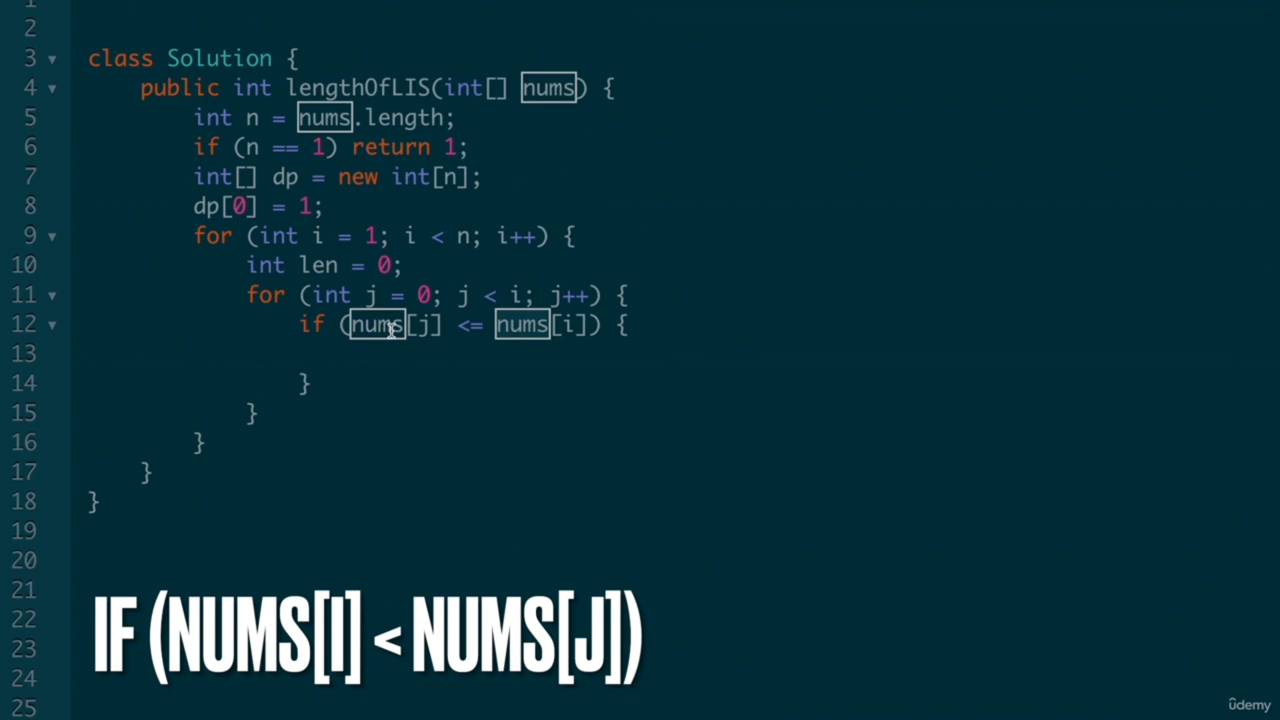 1
2
3 class Solution {
4 public int lengthOfLIS(int[] nums) {
5 int n = nums.length;
6 if (n == 1) return 1;
7 int[] dp = new int[n];
8 dp[0] = 1;
9 for (int i = 1; i < n; i++) {
10 int len = 0;
11 for (int j = 0; j < i; j++) {
12 if (nums[j] <= nums[i]) {
13
14 }
15 }
16 }
17 }
18 }
19
20
21
22
23
24
25
IF (NUMS[I] < NUMS[J])
ûdemy